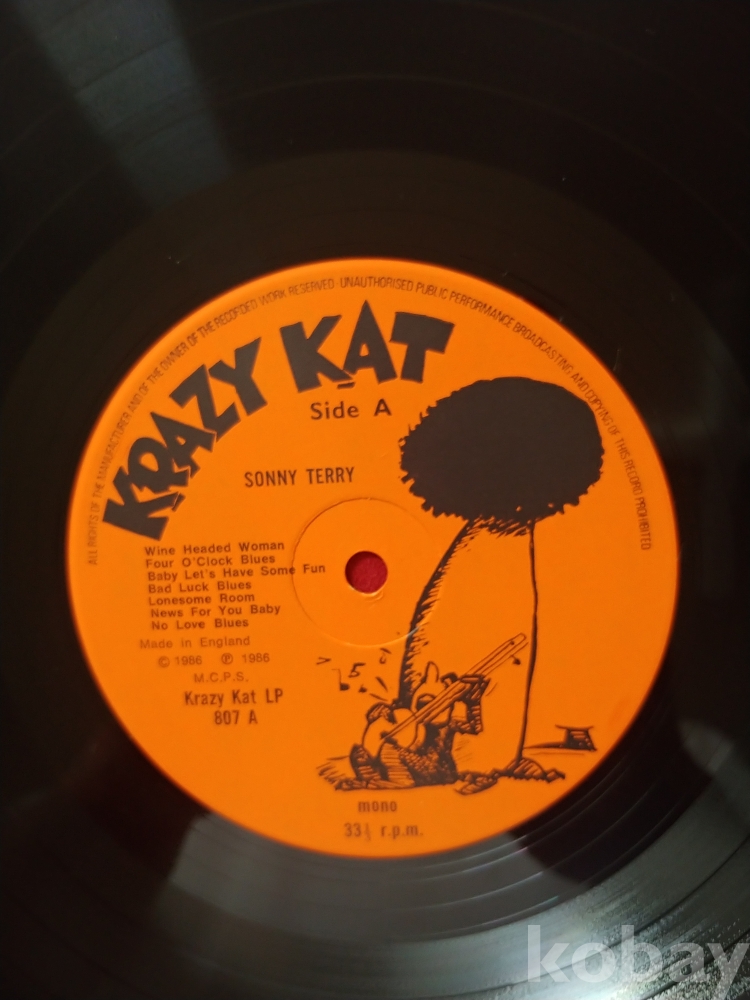 ALL RIGHTS OF THE MANUFACTURER AND OF THE OWNER OF THE RECORDED WORK RESERVED · UNAUTHORISED PUBLIC PERFORMANCE BROADCASTING AND COPYING OF THIS RECORD PROHIBITED
KRAZY KAT
Side A
SONNY TERRY
Wine Headed Woman
Four O'Clock Blues
Baby Let's Have Some Fun
Bad Luck Blues
Lonesome Room
News For You Baby
No Love Blues
Made in England
© 1986 ℗ 1986
M.C.P.S.
Krazy Kat LP
807 A
mono
33⅓ r.p.m.
kobay